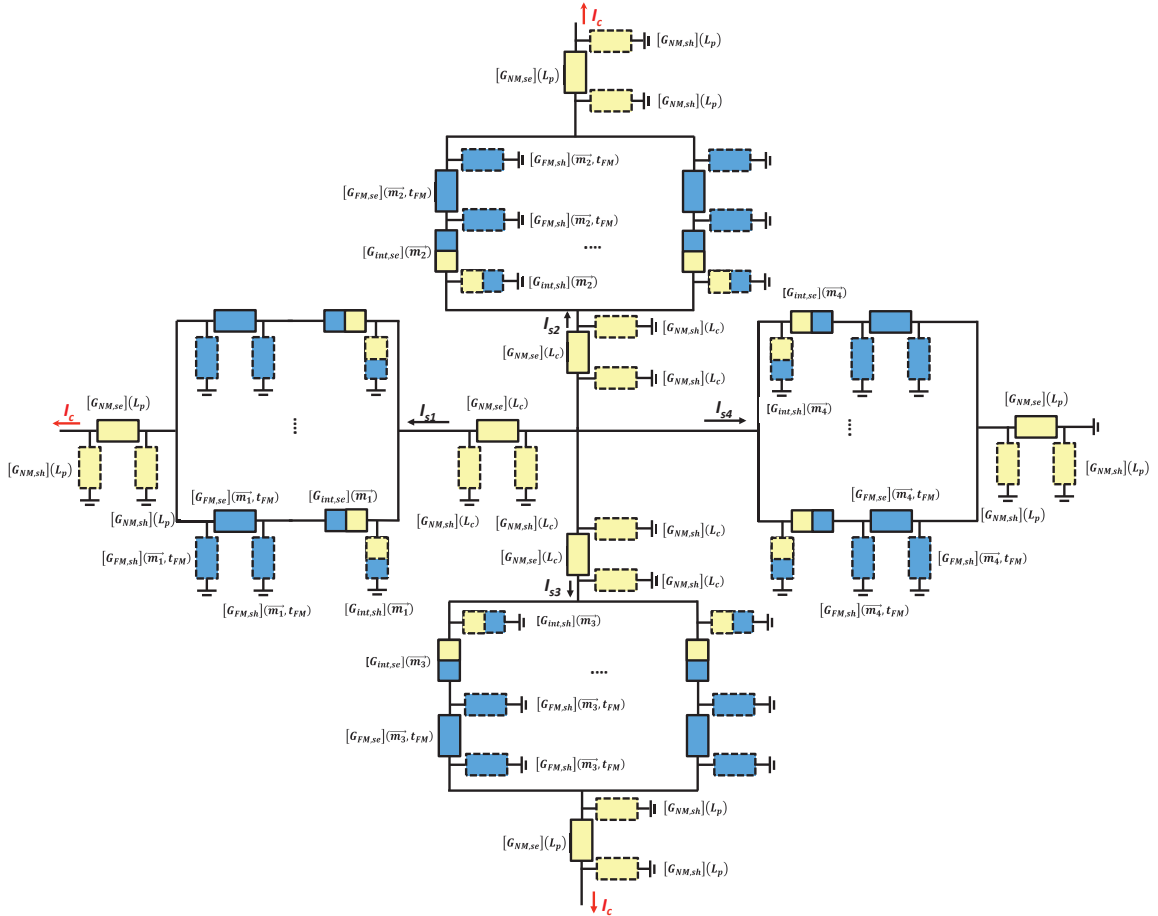 I_c
[G_{NM,sh}](L_p)
[G_{NM,se}](L_p)
[G_{NM,sh}](L_p)
[G_{FM,sh}](\vec{m_2}, t_{FM})
[G_{FM,se}](\vec{m_2}, t_{FM})
[G_{FM,sh}](\vec{m_2}, t_{FM})
[G_{int,se}](\vec{m_2})
....
[G_{int,sh}](\vec{m_2})
[G_{int,se}](\vec{m_4})
I_{s2}
[G_{NM,sh}](L_c)
[G_{NM,se}](L_c)
[G_{NM,sh}](L_c)
[G_{NM,se}](L_p)
[G_{NM,se}](L_c)
[G_{int,sh}](\vec{m_4})
[G_{NM,se}](L_p)
I_c
I_{s1}
I_{s4}
....
....
[G_{NM,sh}](L_p)
[G_{NM,sh}](L_p)
[G_{FM,se}](\vec{m_1}, t_{FM})
[G_{int,se}](\vec{m_1})
[G_{FM,se}](\vec{m_4}, t_{FM})
[G_{NM,sh}](L_p)
[G_{NM,sh}](L_c)
[G_{NM,sh}](L_c)
[G_{NM,sh}](L_c)
[G_{NM,sh}](L_p)
[G_{FM,sh}](\vec{m_1}, t_{FM})
[G_{NM,se}](L_c)
[G_{FM,sh}](\vec{m_4}, t_{FM})
[G_{NM,sh}](L_c)
I_{s3}
[G_{FM,sh}](\vec{m_1}, t_{FM})
[G_{int,sh}](\vec{m_1})
[G_{FM,sh}](\vec{m_4}, t_{FM})
[G_{int,sh}](\vec{m_3})
[G_{int,se}](\vec{m_3})
....
[G_{FM,sh}](\vec{m_3}, t_{FM})
[G_{FM,se}](\vec{m_3}, t_{FM})
[G_{FM,sh}](\vec{m_3}, t_{FM})
[G_{NM,sh}](L_p)
[G_{NM,se}](L_p)
[G_{NM,sh}](L_p)
I_c